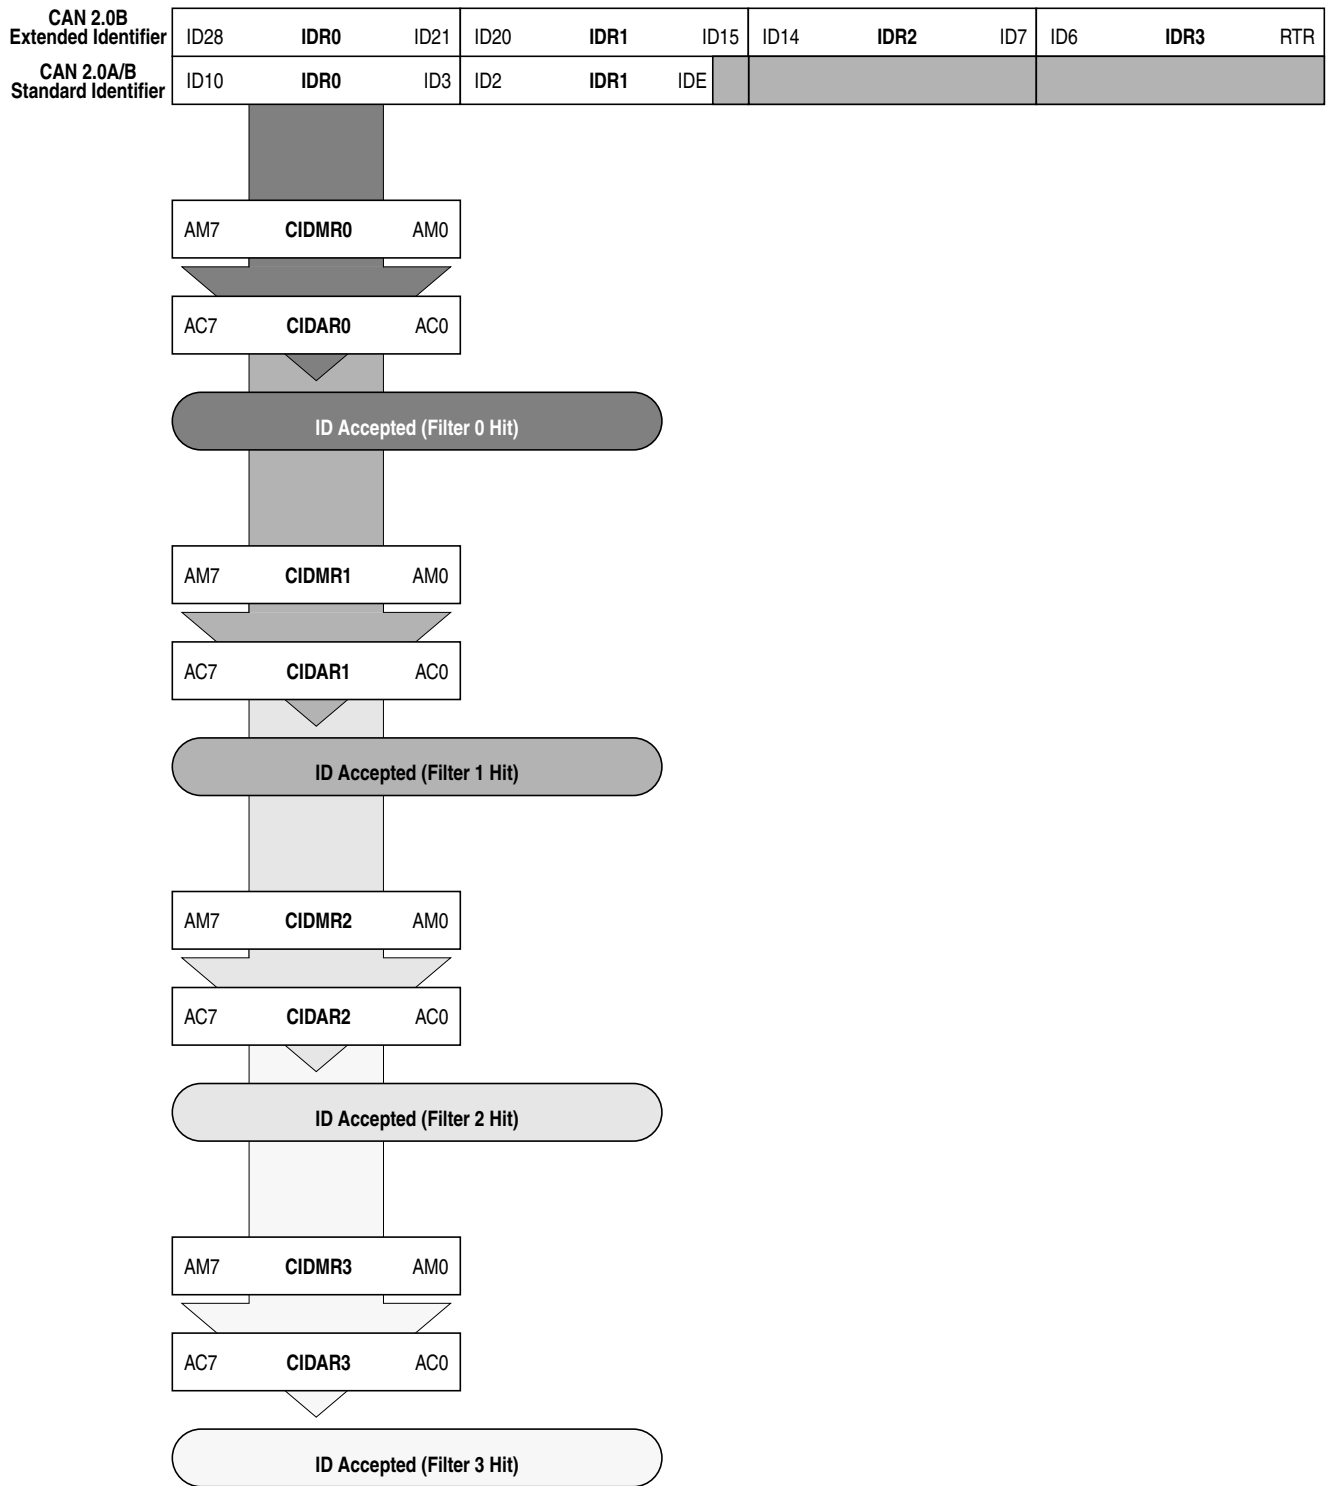 CAN 2.0B
Extended Identifier
ID28 IDR0 ID21 ID20 IDR1 ID15 ID14 IDR2 ID7 ID6 IDR3 RTR
CAN 2.0A/B
Standard Identifier
ID10 IDR0 ID3 ID2 IDR1 IDE
AM7 CIDMR0 AM0
AC7 CIDAR0 AC0
ID Accepted (Filter 0 Hit)
AM7 CIDMR1 AM0
AC7 CIDAR1 AC0
ID Accepted (Filter 1 Hit)
AM7 CIDMR2 AM0
AC7 CIDAR2 AC0
ID Accepted (Filter 2 Hit)
AM7 CIDMR3 AM0
AC7 CIDAR3 AC0
ID Accepted (Filter 3 Hit)